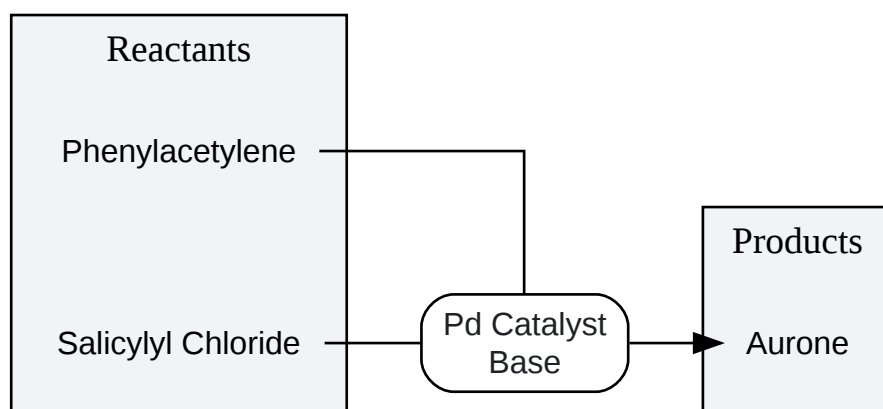 Reactants
Phenylacetylene
Products
Pd Catalyst
Base
Salicylyl Chloride
Aurone